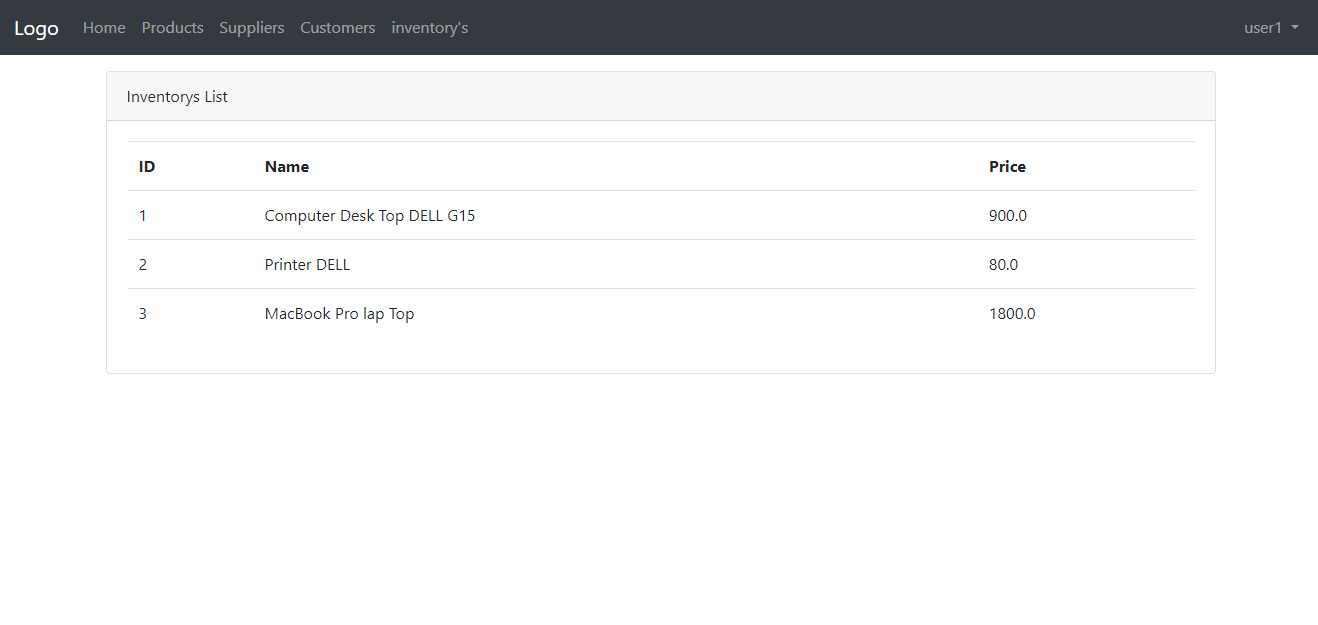 Logo Home Products Suppliers Customers inventory's user1
Inventorys List
ID Name Price
1 Computer Desk Top DELL G15 900.0
2 Printer DELL 80.0
3 MacBook Pro lap Top 1800.0